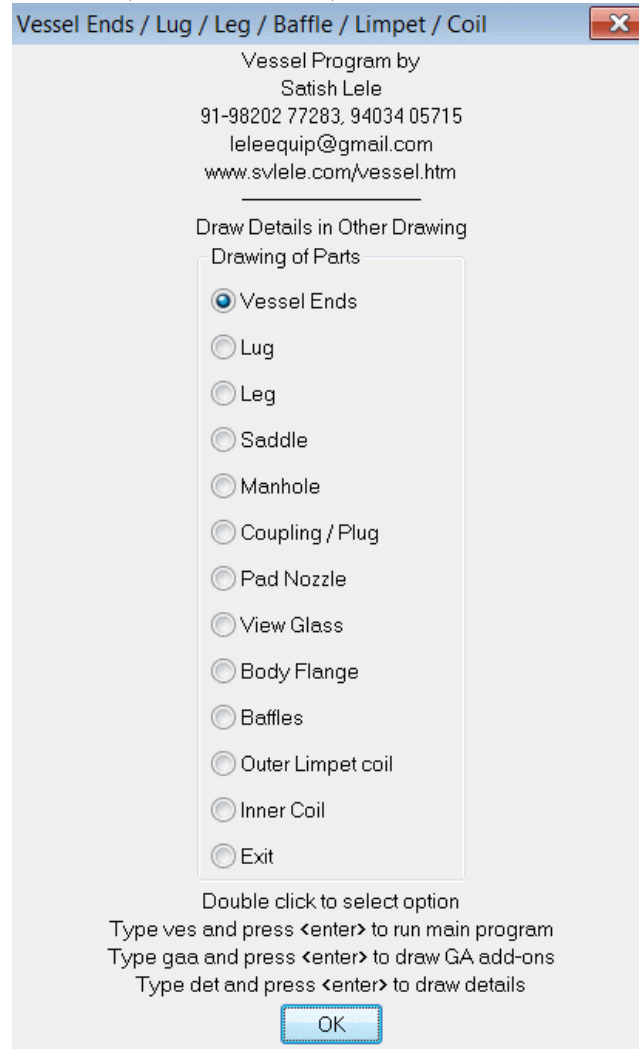 Vessel Ends / Lug / Leg / Baffle / Limpet / Coil
Vessel Program by
Satish Lele
91-98202 77283, 94034 05715
leleequip@gmail.com
www.svlele.com/vessel.htm
Draw Details in Other Drawing
Drawing of Parts
Vessel Ends
Lug
Leg
Saddle
Manhole
Coupling / Plug
Pad Nozzle
View Glass
Body Flange
Baffles
Outer Limpet coil
Inner Coil
Exit
Double click to select option
Type ves and press <enter> to run main program
Type gaa and press <enter> to draw GA add-ons
Type det and press <enter> to draw details
OK